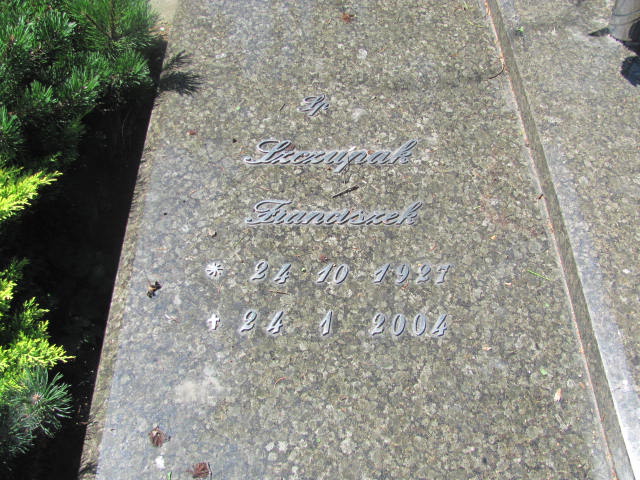 Śp.
Szczupak
Franciszek
* 24 10 1927
† 24 1 2004